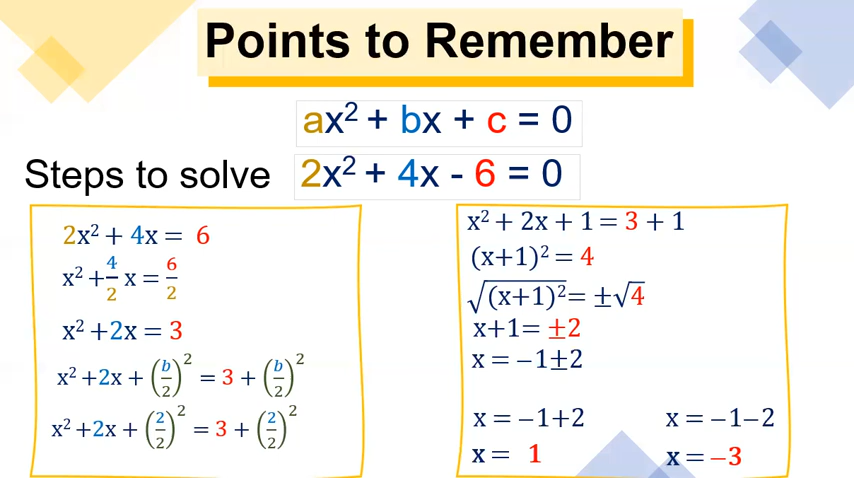 Points to Remember
ax² + bx + c = 0
Steps to solve 2x² + 4x - 6 = 0
2x² + 4x = 6
x² + 4/2 x = 6/2
x² +2x = 3
x² +2x + (b/2)² = 3 + (b/2)²
x² +2x + (2/2)² = 3 + (2/2)²
x² + 2x + 1 = 3 + 1
(x+1)² = 4
√(x+1)² = ±√4
x+1= ±2
x = −1±2
x = −1+2
x = 1
x = −1−2
x = −3